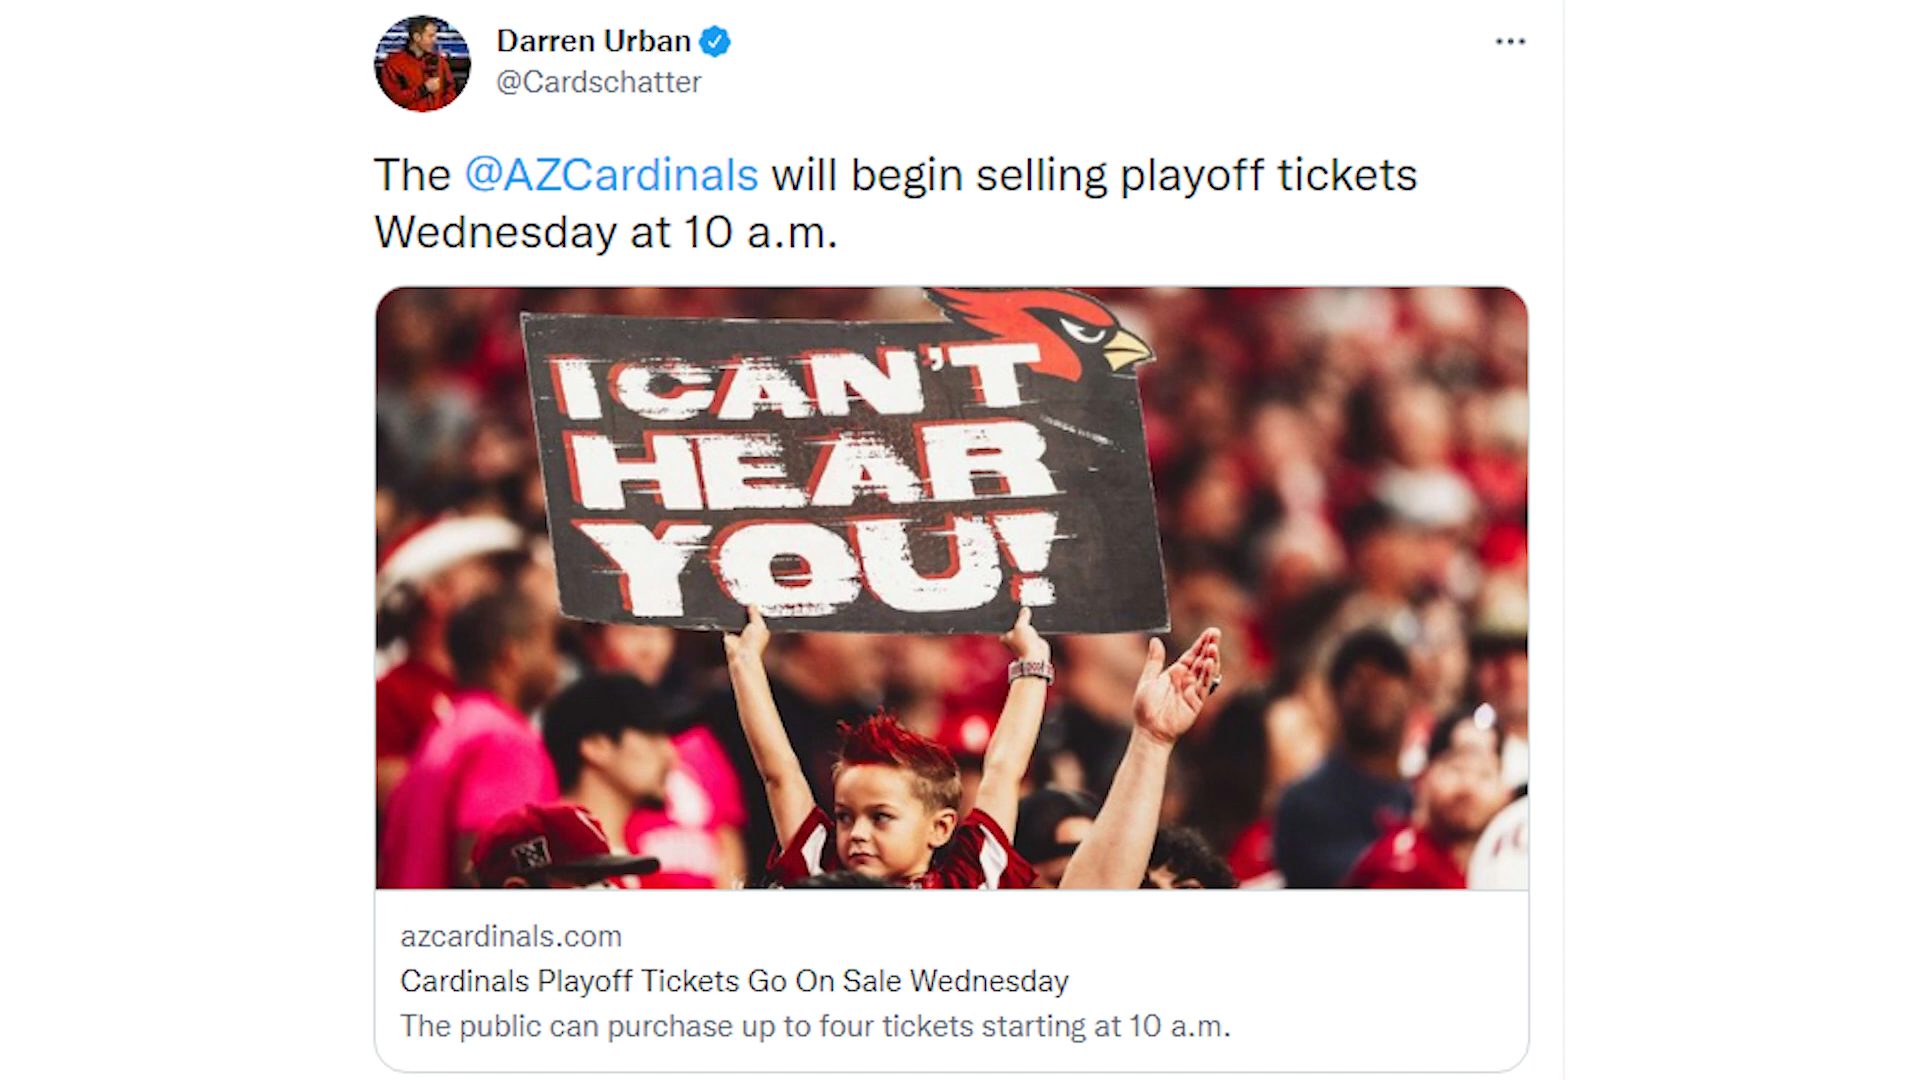 Darren Urban
@Cardschatter
The @AZCardinals will begin selling playoff tickets
Wednesday at 10 a.m.
I CAN'T
HEAR
YOU!
azcardinals.com
Cardinals Playoff Tickets Go On Sale Wednesday
The public can purchase up to four tickets starting at 10 a.m.